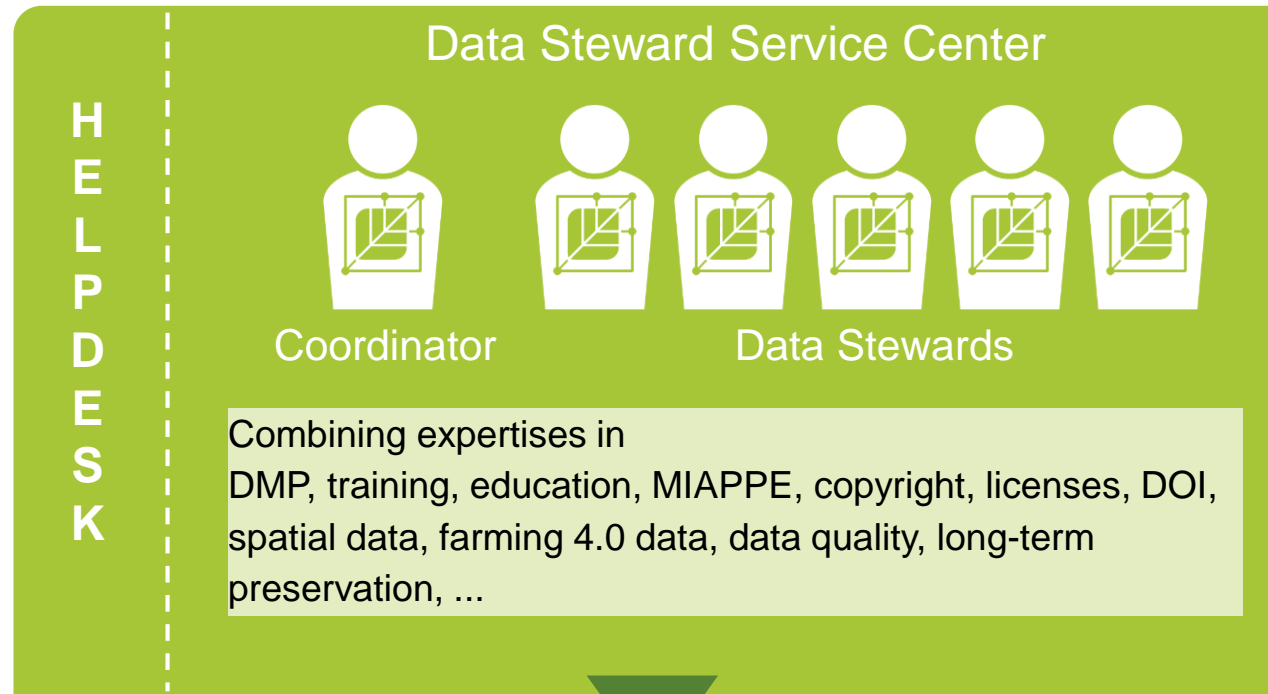 Data Steward Service Center
H
E
L
P
D
E
S
K
Coordinator
Data Stewards
Combining expertises in
DMP, training, education, MIAPPE, copyright, licenses, DOI,
spatial data, farming 4.0 data, data quality, long-term
preservation, ...